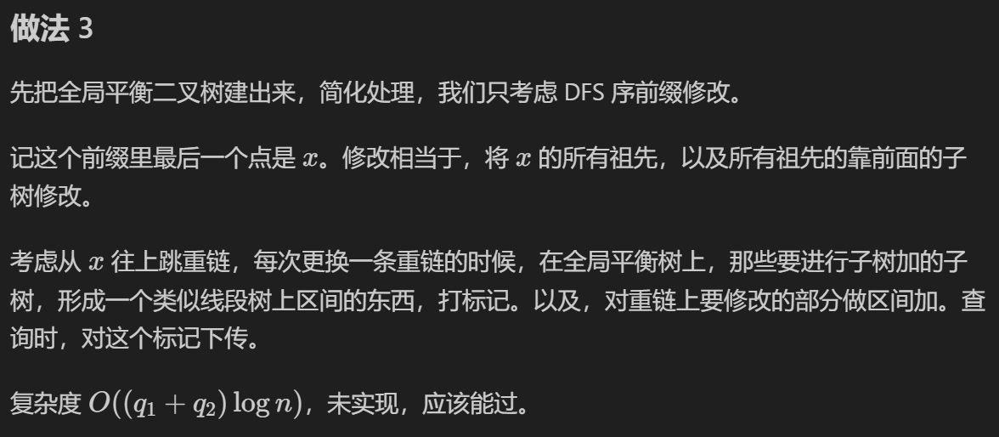 做法 3
先把全局平衡二叉树建出来，简化处理，我们只考虑 DFS 序前缀修改。
记这个前缀里最后一个点是 x。修改相当于，将 x 的所有祖先，以及所有祖先的靠前面的子
树修改。
考虑从 x 往上跳重链，每次更换一条重链的时候，在全局平衡树上，那些要进行子树加的子
树，形成一个类似线段树上区间的东西，打标记。以及，对重链上要修改的部分做区间加。查
询时，对这个标记下传。
复杂度 O((q₁ + q₂) log n)，未实现，应该能过。